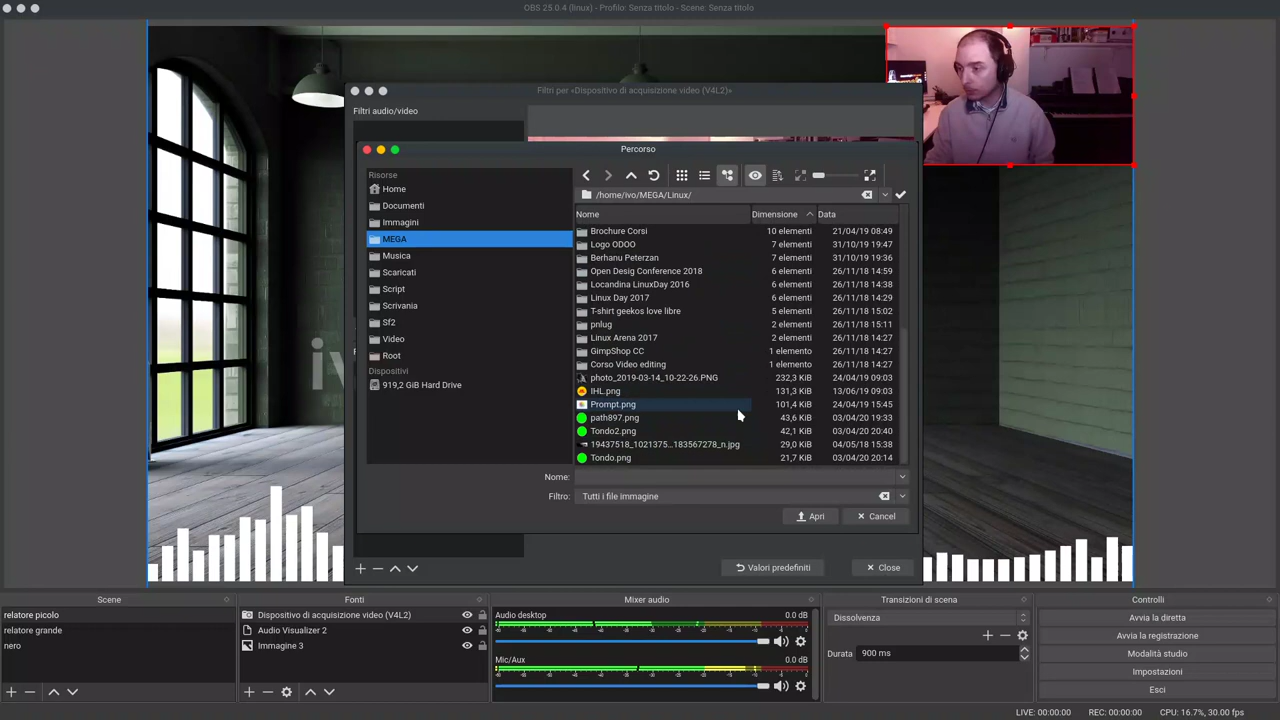 OBS 25.0.4 (linux) - Profilo: Senza titolo - Scene: Senza titolo
Filtri per «Dispositivo di acquisizione video (V4L2)»
Filtri audio/video
Percorso
Risorse
Home
Documenti
Immagini
MEGA
Musica
Scaricati
Script
Scrivania
Sf2
Video
Root
Dispositivi
919,2 GiB Hard Drive
/home/ivo/MEGA/Linux/
Nome Dimensione Data
Brochure Corsi 10 elementi 21/04/19 08:49
Logo ODOO 7 elementi 31/10/19 19:47
Berhanu Peterzan 7 elementi 31/10/19 19:36
Open Desig Conference 2018 6 elementi 26/11/18 14:59
Locandina LinuxDay 2016 6 elementi 26/11/18 14:38
Linux Day 2017 6 elementi 26/11/18 14:29
T-shirt geekos love libre 5 elementi 26/11/18 15:02
pnlug 2 elementi 26/11/18 15:11
Linux Arena 2017 2 elementi 26/11/18 14:27
GimpShop CC 1 elemento 26/11/18 14:27
Corso Video editing 1 elemento 26/11/18 14:27
photo_2019-03-14_10-22-26.PNG 232,3 KiB 24/04/19 09:03
IHL.png 131,3 KiB 13/06/19 09:03
Prompt.png 101,4 KiB 24/04/19 15:45
path897.png 43,6 KiB 03/04/20 19:33
Tondo2.png 42,1 KiB 03/04/20 20:40
19437518_1021375...183567278_n.jpg 29,0 KiB 04/05/18 15:38
Tondo.png 21,7 KiB 03/04/20 20:14
Nome:
Filtro: Tutti i file immagine
Apri Cancel
Valori predefiniti Close
Scene
relatore picolo
relatore grande
nero
Fonti
Dispositivo di acquisizione video (V4L2)
Audio Visualizer 2
Immagine 3
Mixer audio
Audio desktop 0.0 dB
Mic/Aux 0.0 dB
Transizioni di scena
Dissolvenza
Durata 900 ms
Controlli
Avvia la diretta
Avvia la registrazione
Modalità studio
Impostazioni
Esci
LIVE: 00:00:00 REC: 00:00:00 CPU: 16.7%, 30.00 fps